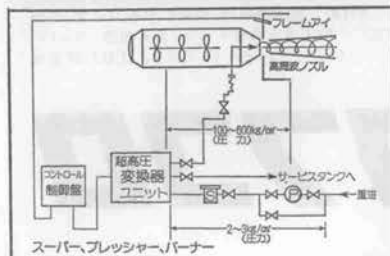 フレームアイ
高周波ノズル
100~600kg/cm²
(圧 力)
超高圧
変換器
ユニット
コントロール
制御盤
サービスタンクへ
P
重油
2~3kg/cm²
(圧力)
スーパー、プレッシャー、バーナー